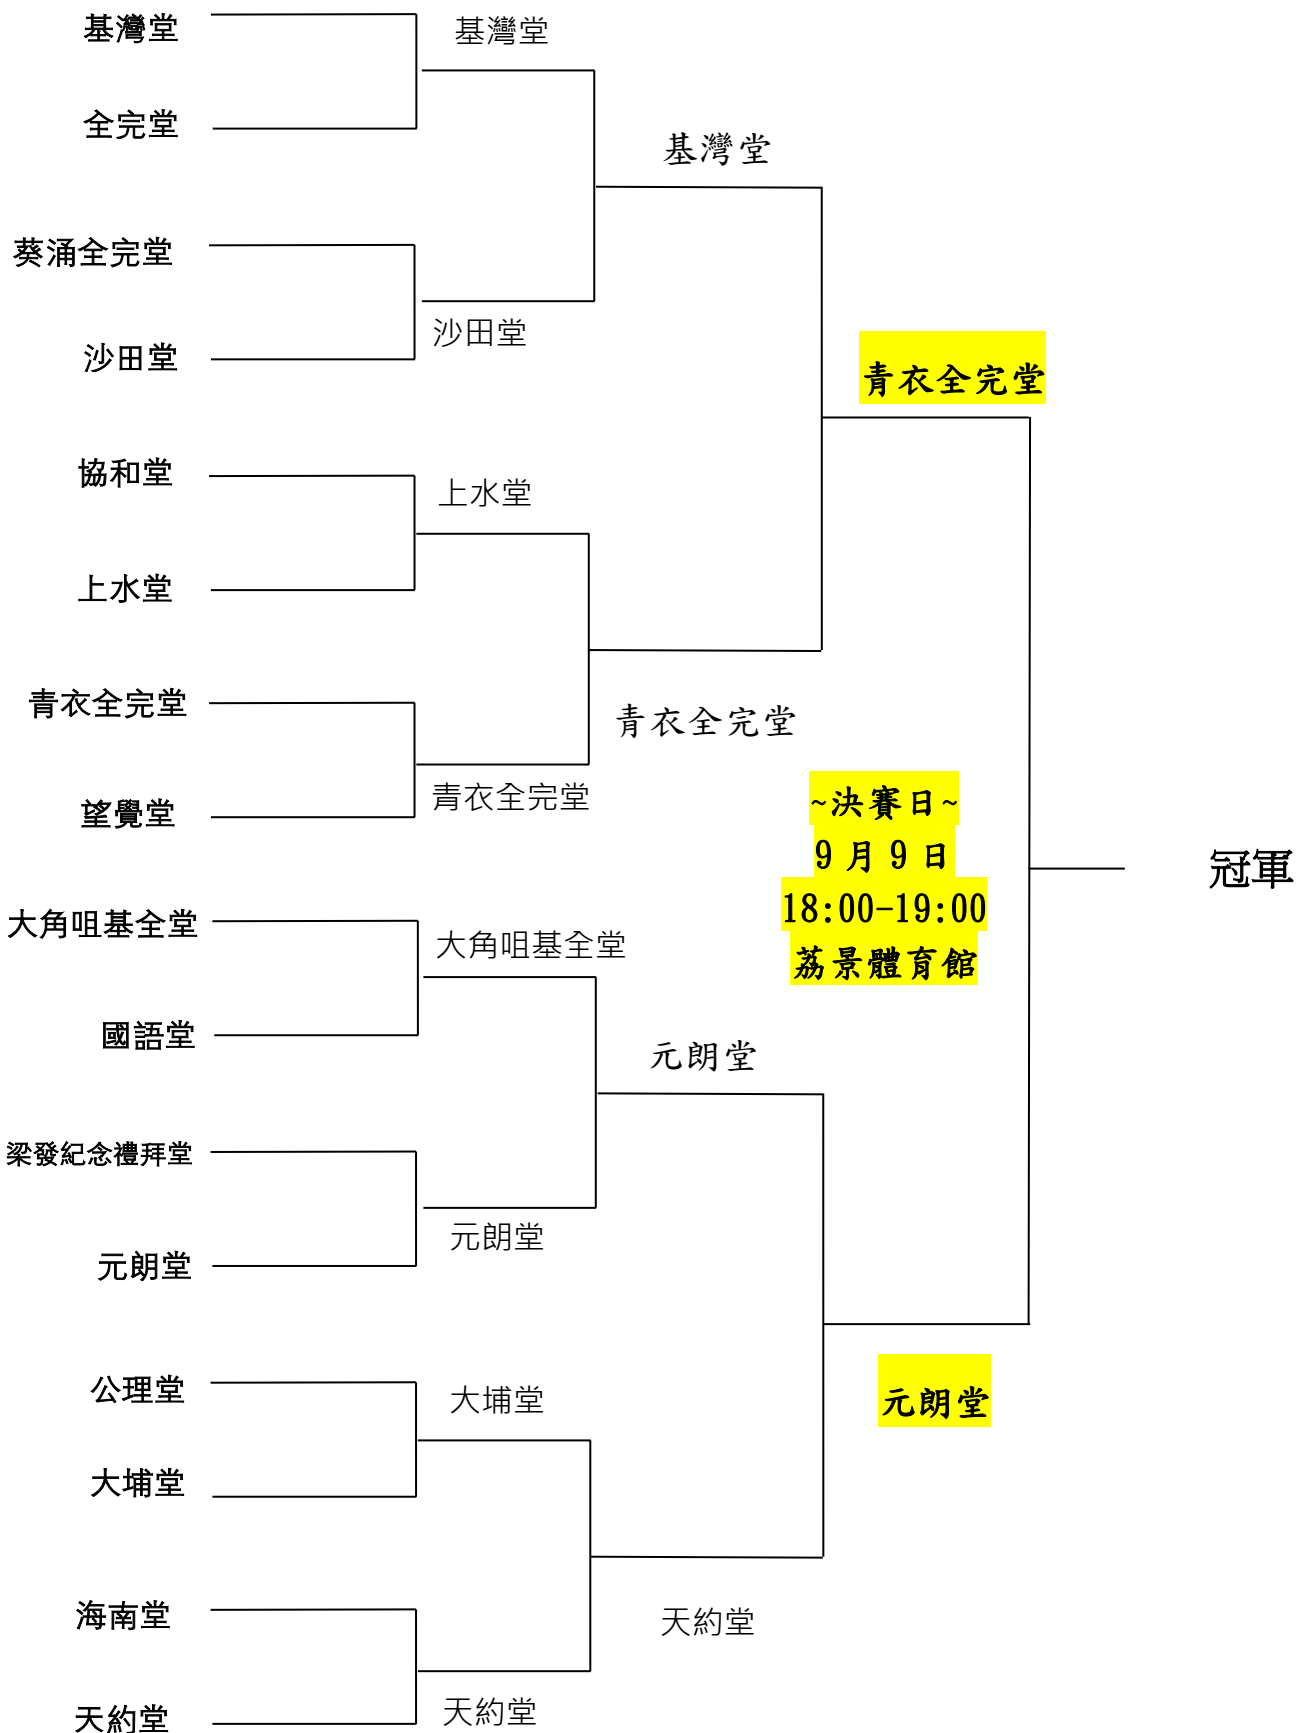 基灣堂
基灣堂
全完堂
基灣堂
葵涌全完堂
沙田堂
沙田堂
青衣全完堂
協和堂
上水堂
上水堂
青衣全完堂
青衣全完堂
青衣全完堂
望覺堂
~決賽日~
9 月 9 日
18:00-19:00
荔景體育館
冠軍
大角咀基全堂
大角咀基全堂
國語堂
元朗堂
梁發紀念禮拜堂
元朗堂
元朗堂
公理堂
大埔堂
元朗堂
大埔堂
海南堂
天約堂
天約堂
天約堂